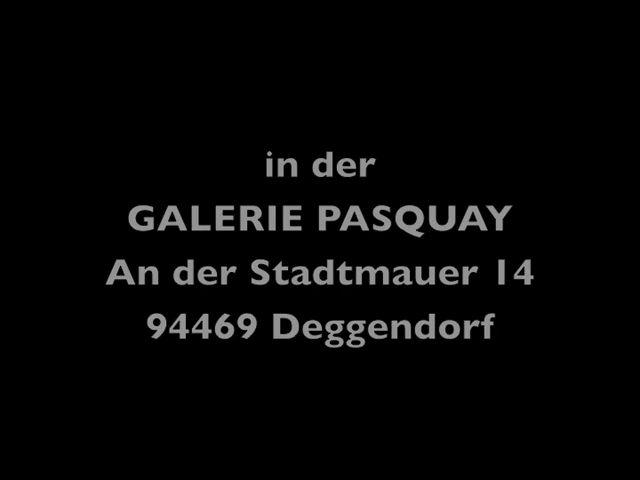 in der
GALERIE PASQUAY
An der Stadtmauer 14
94469 Deggendorf